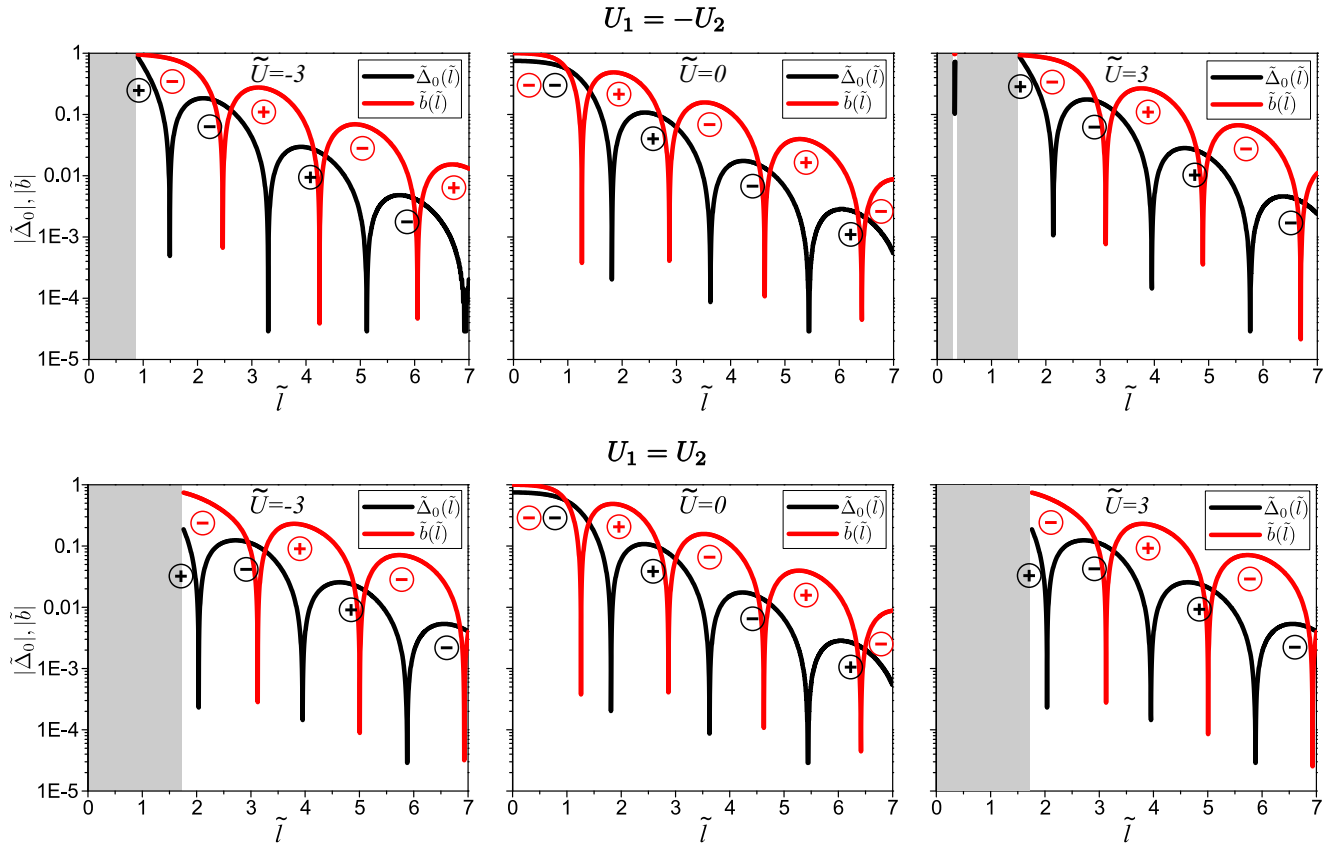 U₁ = −U₂
|Δ̃₀|, |b̃|
1
0.1
0.01
1E-3
1E-4
1E-5
Ũ=-3
Δ̃₀(l̃)
b̃(l̃)
+ − − + + − − +
0 1 2 3 4 5 6 7
l̃
Ũ=0
Δ̃₀(l̃)
b̃(l̃)
− − + + − − + + −
0 1 2 3 4 5 6 7
l̃
Ũ=3
Δ̃₀(l̃)
b̃(l̃)
+ − − + + − −
0 1 2 3 4 5 6 7
l̃
U₁ = U₂
|Δ̃₀|, |b̃|
1
0.1
0.01
1E-3
1E-4
1E-5
Ũ=-3
Δ̃₀(l̃)
b̃(l̃)
+ − − + + − −
0 1 2 3 4 5 6 7
l̃
Ũ=0
Δ̃₀(l̃)
b̃(l̃)
− − + + − − + + −
0 1 2 3 4 5 6 7
l̃
Ũ=3
Δ̃₀(l̃)
b̃(l̃)
+ − − + + − −
0 1 2 3 4 5 6 7
l̃